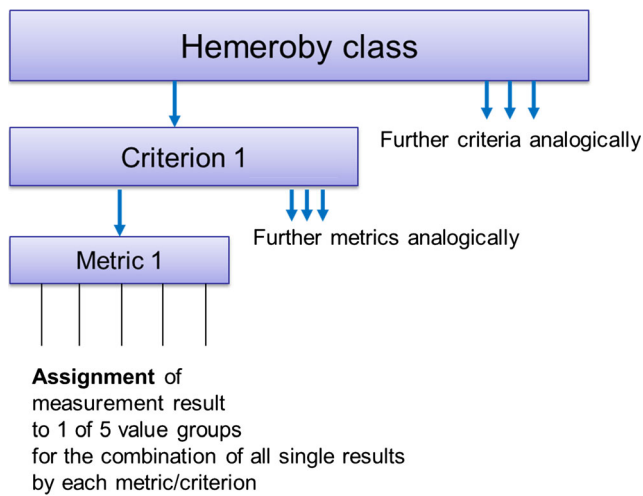 Hemeroby class
Further criteria analogically
Criterion 1
Further metrics analogically
Metric 1
Assignment of
measurement result
to 1 of 5 value groups
for the combination of all single results
by each metric/criterion